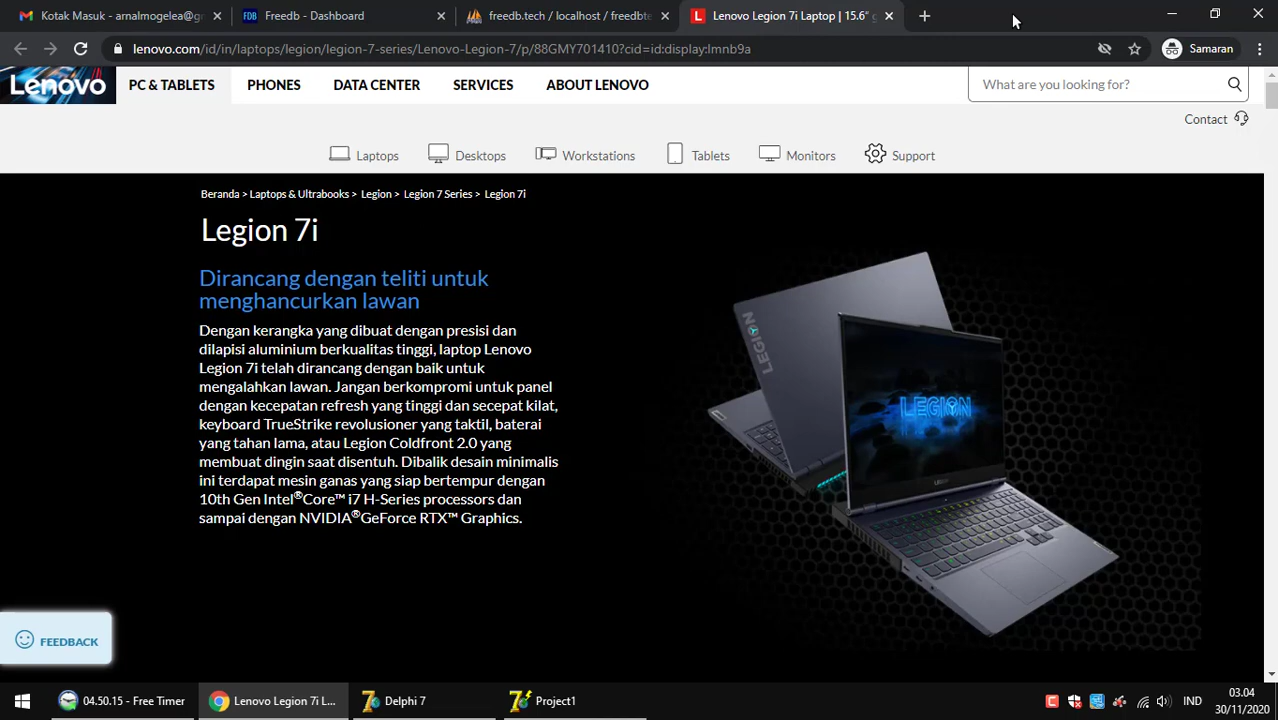 Kotak Masuk - arnalmogelea@gr
Freedb - Dashboard
freedb.tech / localhost / freedbte
Lenovo Legion 7i Laptop | 15.6" g
lenovo.com/id/in/laptops/legion/legion-7-series/Lenovo-Legion-7/p/88GMY701410?cid=id:display:lmnb9a
Samaran
Lenovo
PC & TABLETS
PHONES
DATA CENTER
SERVICES
ABOUT LENOVO
What are you looking for?
Contact
Laptops
Desktops
Workstations
Tablets
Monitors
Support
Beranda > Laptops & Ultrabooks > Legion > Legion 7 Series > Legion 7i
Legion 7i
Dirancang dengan teliti untuk
menghancurkan lawan
Dengan kerangka yang dibuat dengan presisi dan
dilapisi aluminium berkualitas tinggi, laptop Lenovo
Legion 7i telah dirancang dengan baik untuk
mengalahkan lawan. Jangan berkompromi untuk panel
dengan kecepatan refresh yang tinggi dan secepat kilat,
keyboard TrueStrike revolusioner yang taktil, baterai
yang tahan lama, atau Legion Coldfront 2.0 yang
membuat dingin saat disentuh. Dibalik desain minimalis
ini terdapat mesin ganas yang siap bertempur dengan
10th Gen Intel®Core™ i7 H-Series processors dan
sampai dengan NVIDIA®GeForce RTX™ Graphics.
LEGION
LEGION
LEGION
FEEDBACK
04.50.15 - Free Timer
Lenovo Legion 7i L...
Delphi 7
Project1
IND
03.04
30/11/2020